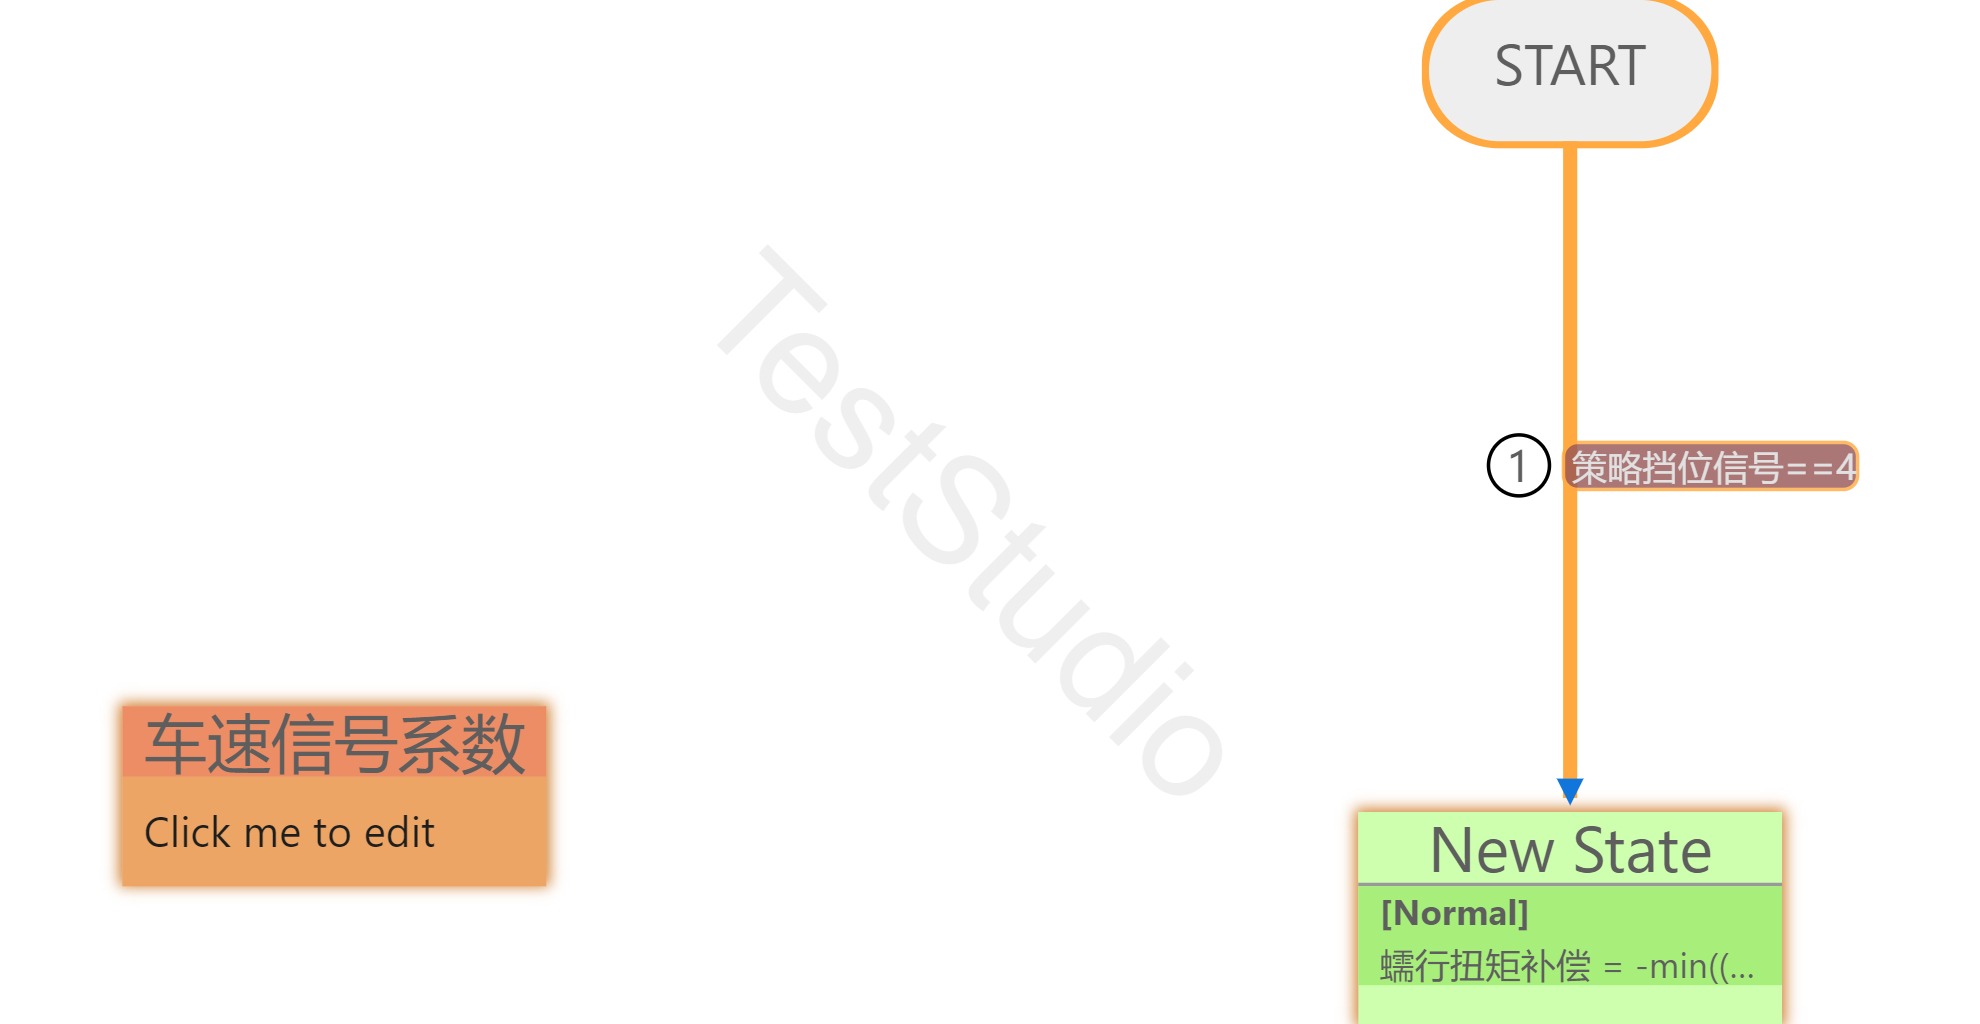 START
1
策略挡位信号==4
TestStudio
车速信号系数
Click me to edit
New State
[Normal]
蠕行扭矩补偿 = -min((...